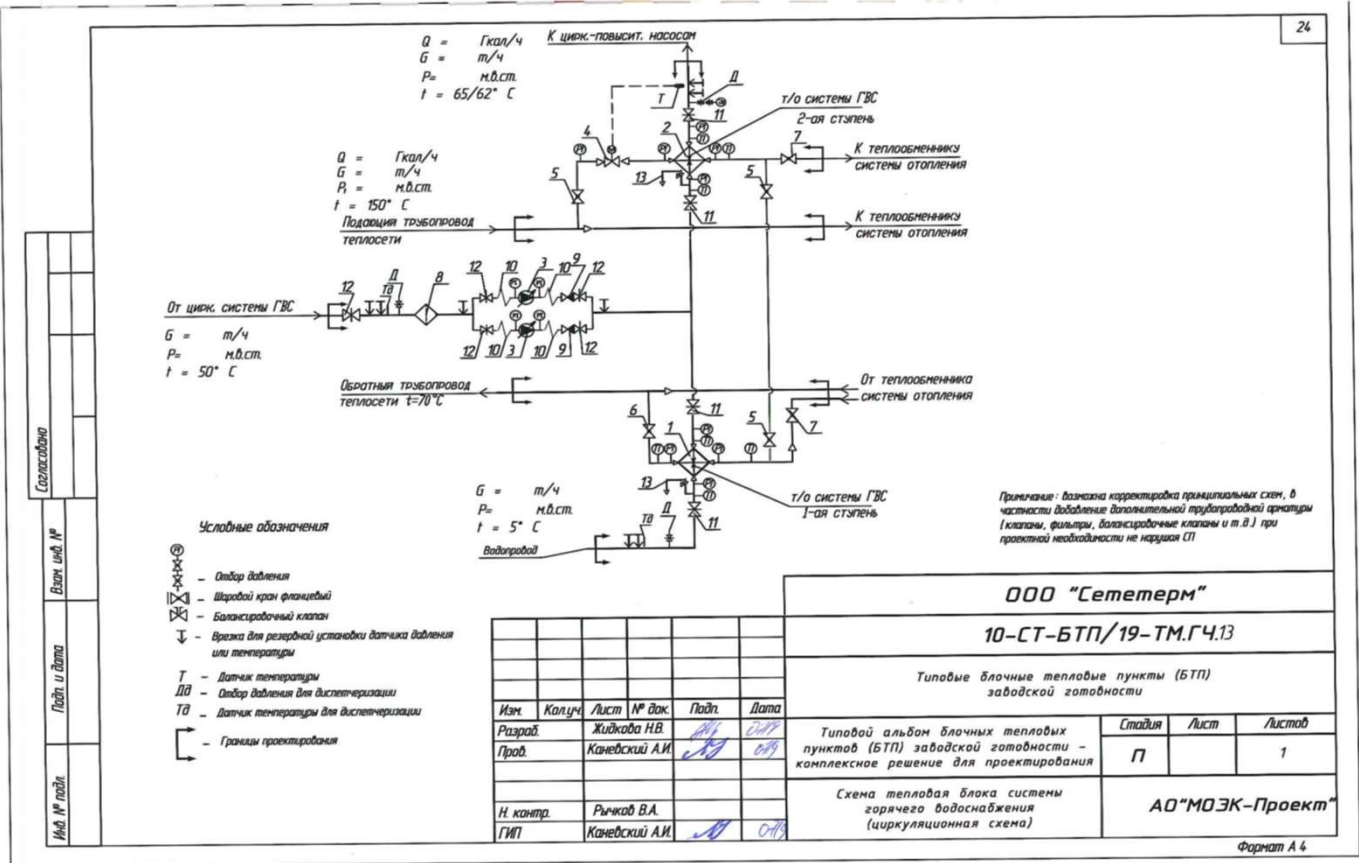 24
Q = Гкал/ч
G = т/ч
P= м.в.ст.
t = 65/62° С
К цирк.-повысит. насосам
Т
Д
11
т/о системы ГВС
2-ая ступень
4
2
7
К теплообменнику
системы отопления
Q = Гкал/ч
G = т/ч
P₁ = м.в.ст.
t = 150° С
5
13
5
11
Подающий трубопровод
теплосети
К теплообменнику
системы отопления
От цирк. системы ГВС
12
Тд
Д
8
12
10
3
10
9
12
12
10
3
10
9
12
G = т/ч
P= м.в.ст.
t = 50° С
Обратный трубопровод
теплосети t=70°С
От теплообменника
системы отопления
6
1
11
5
7
13
11
G = т/ч
P= м.в.ст.
t = 5° С
Тд
Д
Водопровод
т/о системы ГВС
1-ая ступень
Примичание : возможна корректировка принципиальных схем, в
частности добавление дополнительной трубопроводной арматуры
(клапаны, фильтры, балансировочные клапаны и т.д.) при
проектной необходимости не нарушая СП
Условные обозначения
PI
– Отбор давления
– Шаровой кран фланцевый
– Балансировочный клапан
– Врезка для резервной установки датчика давления
или температуры
Т – Датчик температуры
Дд – Отбор давления для диспетчеризации
Тд – Датчик температуры для диспетчеризации
– Границы проектирования
Согласовано
Взам. инв. №
Подп. и дата
Инв. № подл.
ООО "Сететерм"
10-СТ-БТП/19-ТМ.ГЧ.13
Типовые блочные тепловые пункты (БТП)
заводской готовности
Изм. Кол.уч Лист № док. Подп. Дата
Разраб. Жидкова Н.В.
Пров. Каневский А.И.
Н. контр. Рычков В.А.
ГИП Каневский А.И.
Типовой альбом блочных тепловых
пунктов (БТП) заводской готовности –
комплексное решение для проектирования
Стадия Лист Листов
П 1
Схема тепловая блока системы
горячего водоснабжения
(циркуляционная схема)
АО"МОЭК-Проект"
Формат А 4